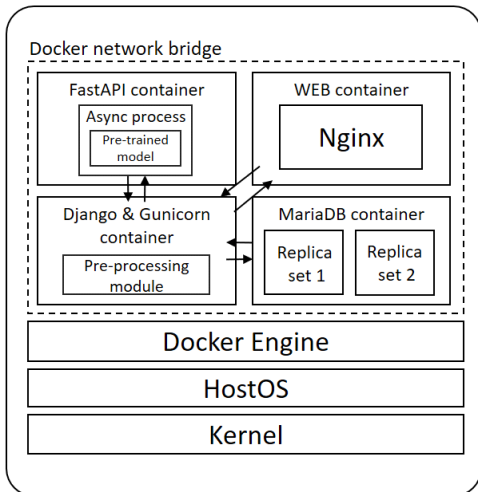 Docker network bridge
FastAPI container
Async process
Pre-trained
model
WEB container
Nginx
Django & Gunicorn
container
Pre-processing
module
MariaDB container
Replica
set 1
Replica
set 2
Docker Engine
HostOS
Kernel